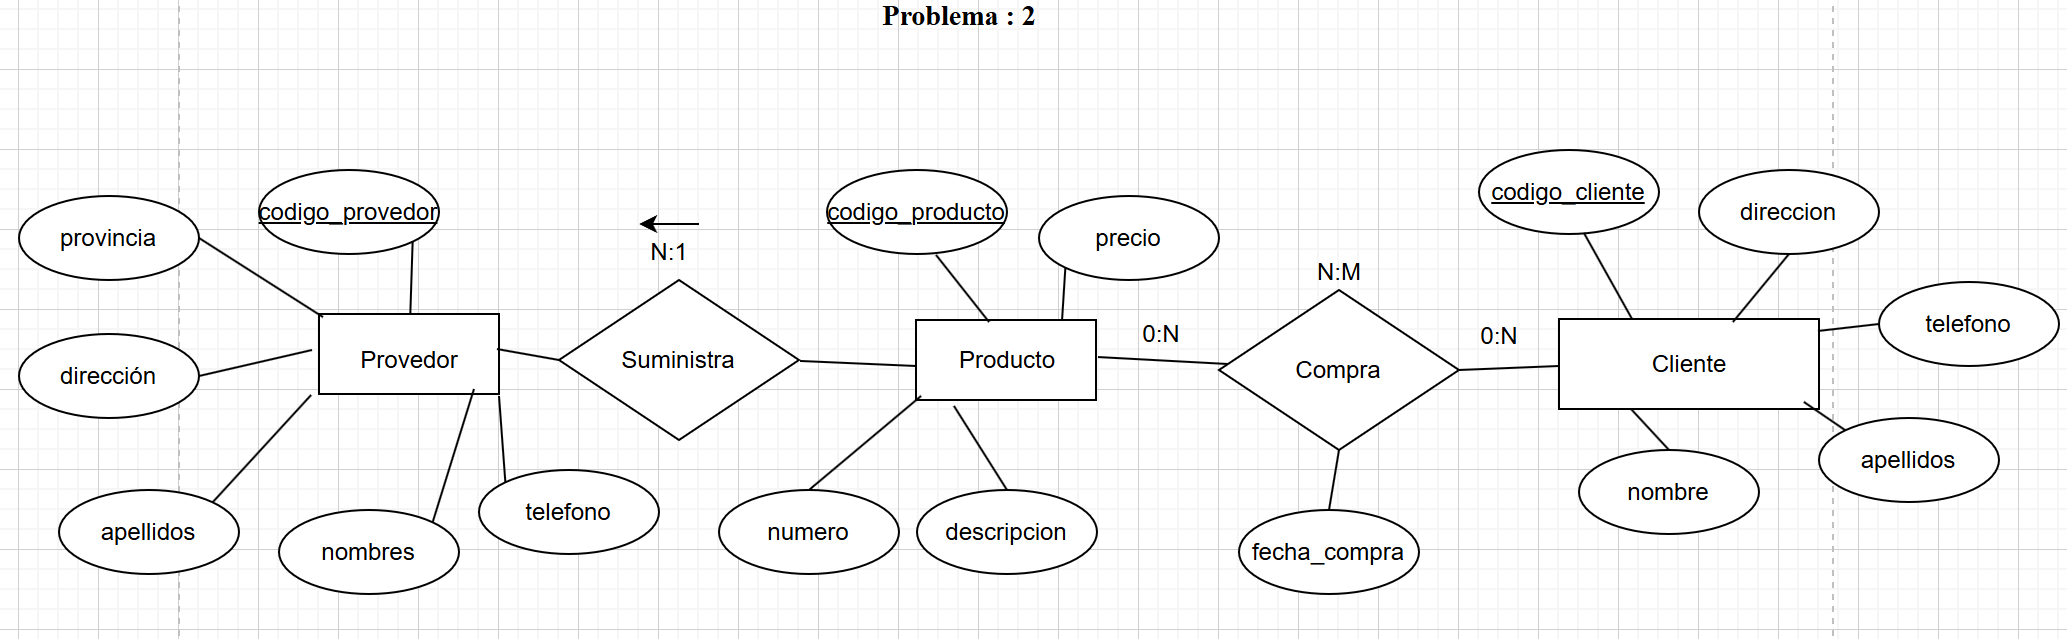 Problema : 2
codigo_provedor
provincia
dirección
apellidos
nombres
telefono
Provedor
N:1
Suministra
codigo_producto
precio
Producto
numero
descripcion
0:N
N:M
Compra
fecha_compra
0:N
codigo_cliente
direccion
telefono
Cliente
apellidos
nombre